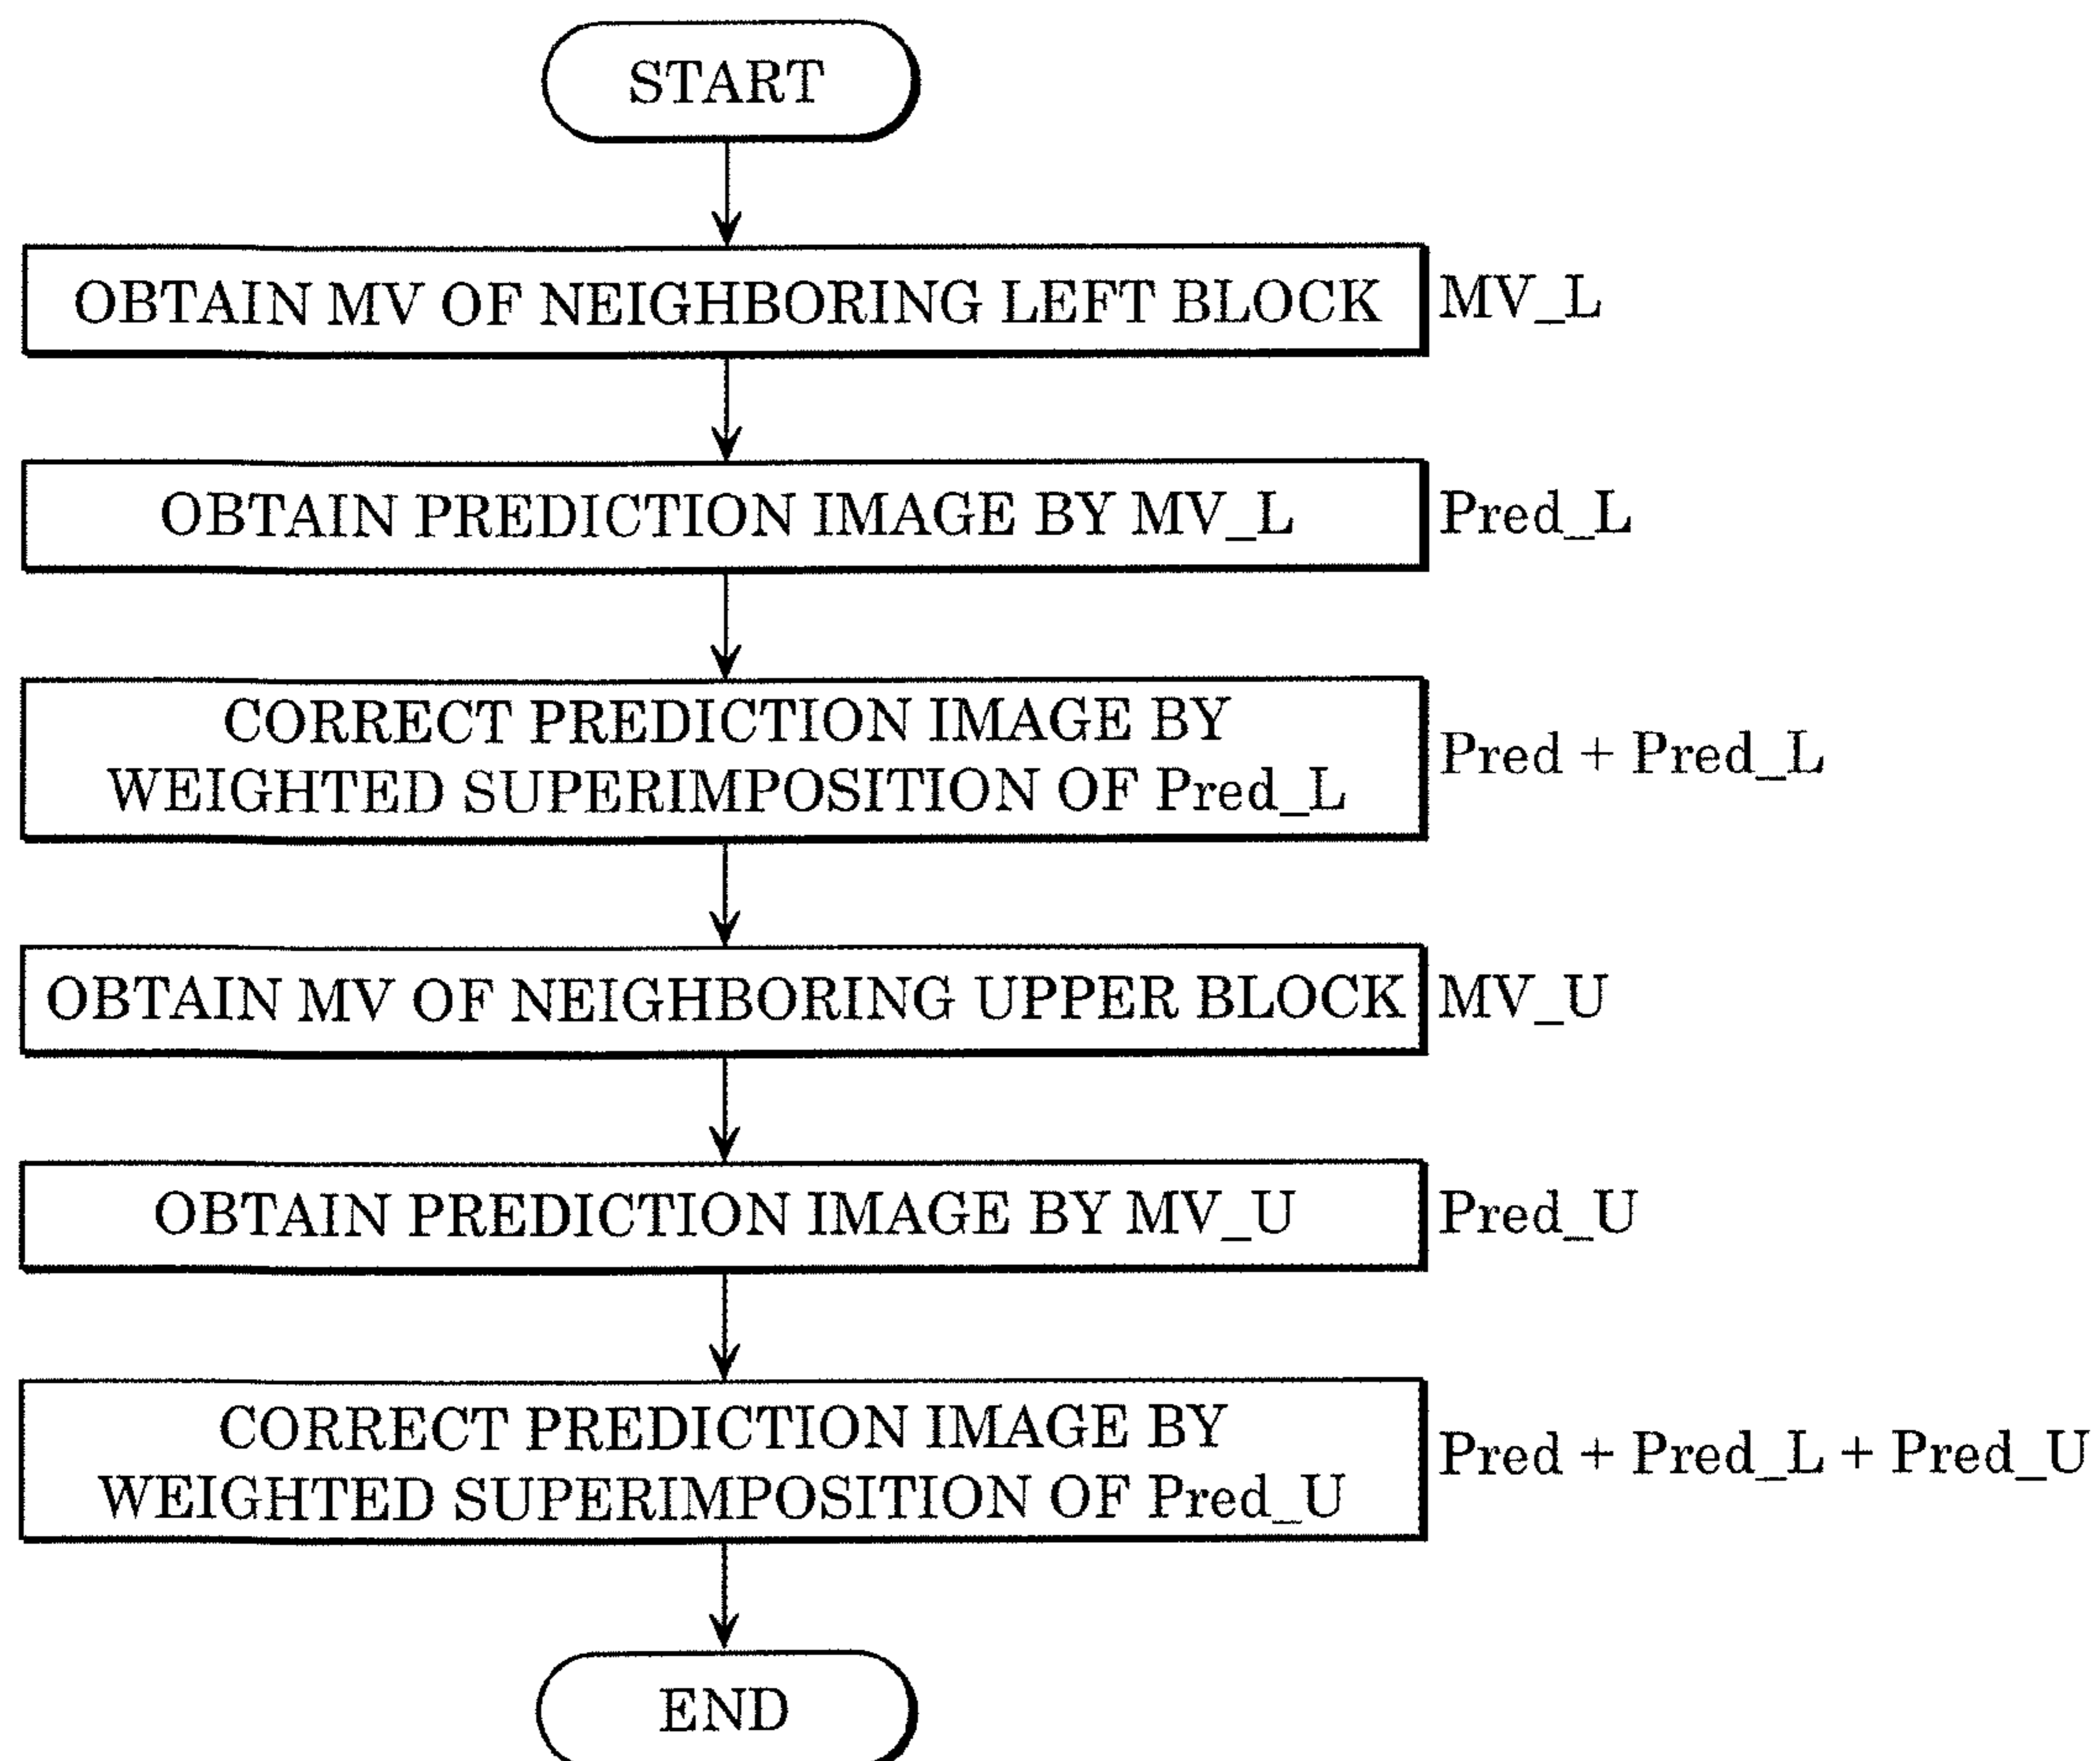 START
OBTAIN MV OF NEIGHBORING LEFT BLOCK
MV_L
OBTAIN PREDICTION IMAGE BY MV_L
Pred_L
CORRECT PREDICTION IMAGE BY
WEIGHTED SUPERIMPOSITION OF Pred_L
Pred + Pred_L
OBTAIN MV OF NEIGHBORING UPPER BLOCK
MV_U
OBTAIN PREDICTION IMAGE BY MV_U
Pred_U
CORRECT PREDICTION IMAGE BY
WEIGHTED SUPERIMPOSITION OF Pred_U
Pred + Pred_L + Pred_U
END